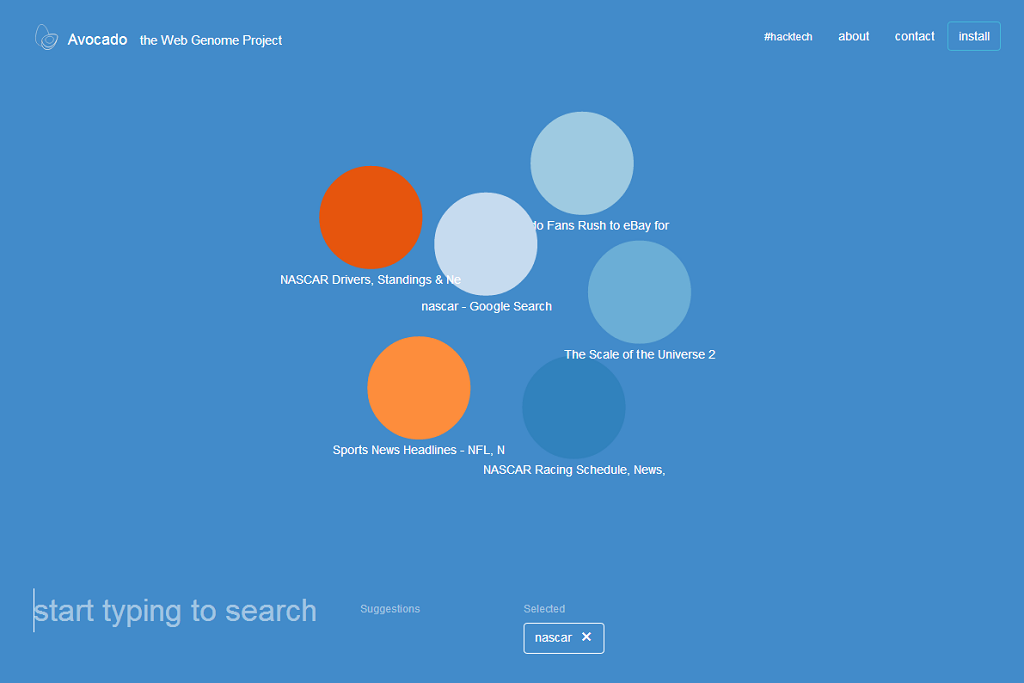 Avocado the Web Genome Project
#hacktech about contact install
Fans Rush to eBay for
NASCAR Drivers, Standings & Ne
nascar - Google Search
The Scale of the Universe 2
Sports News Headlines - NFL, N
NASCAR Racing Schedule, News,
start typing to search
Suggestions
Selected
nascar ✕